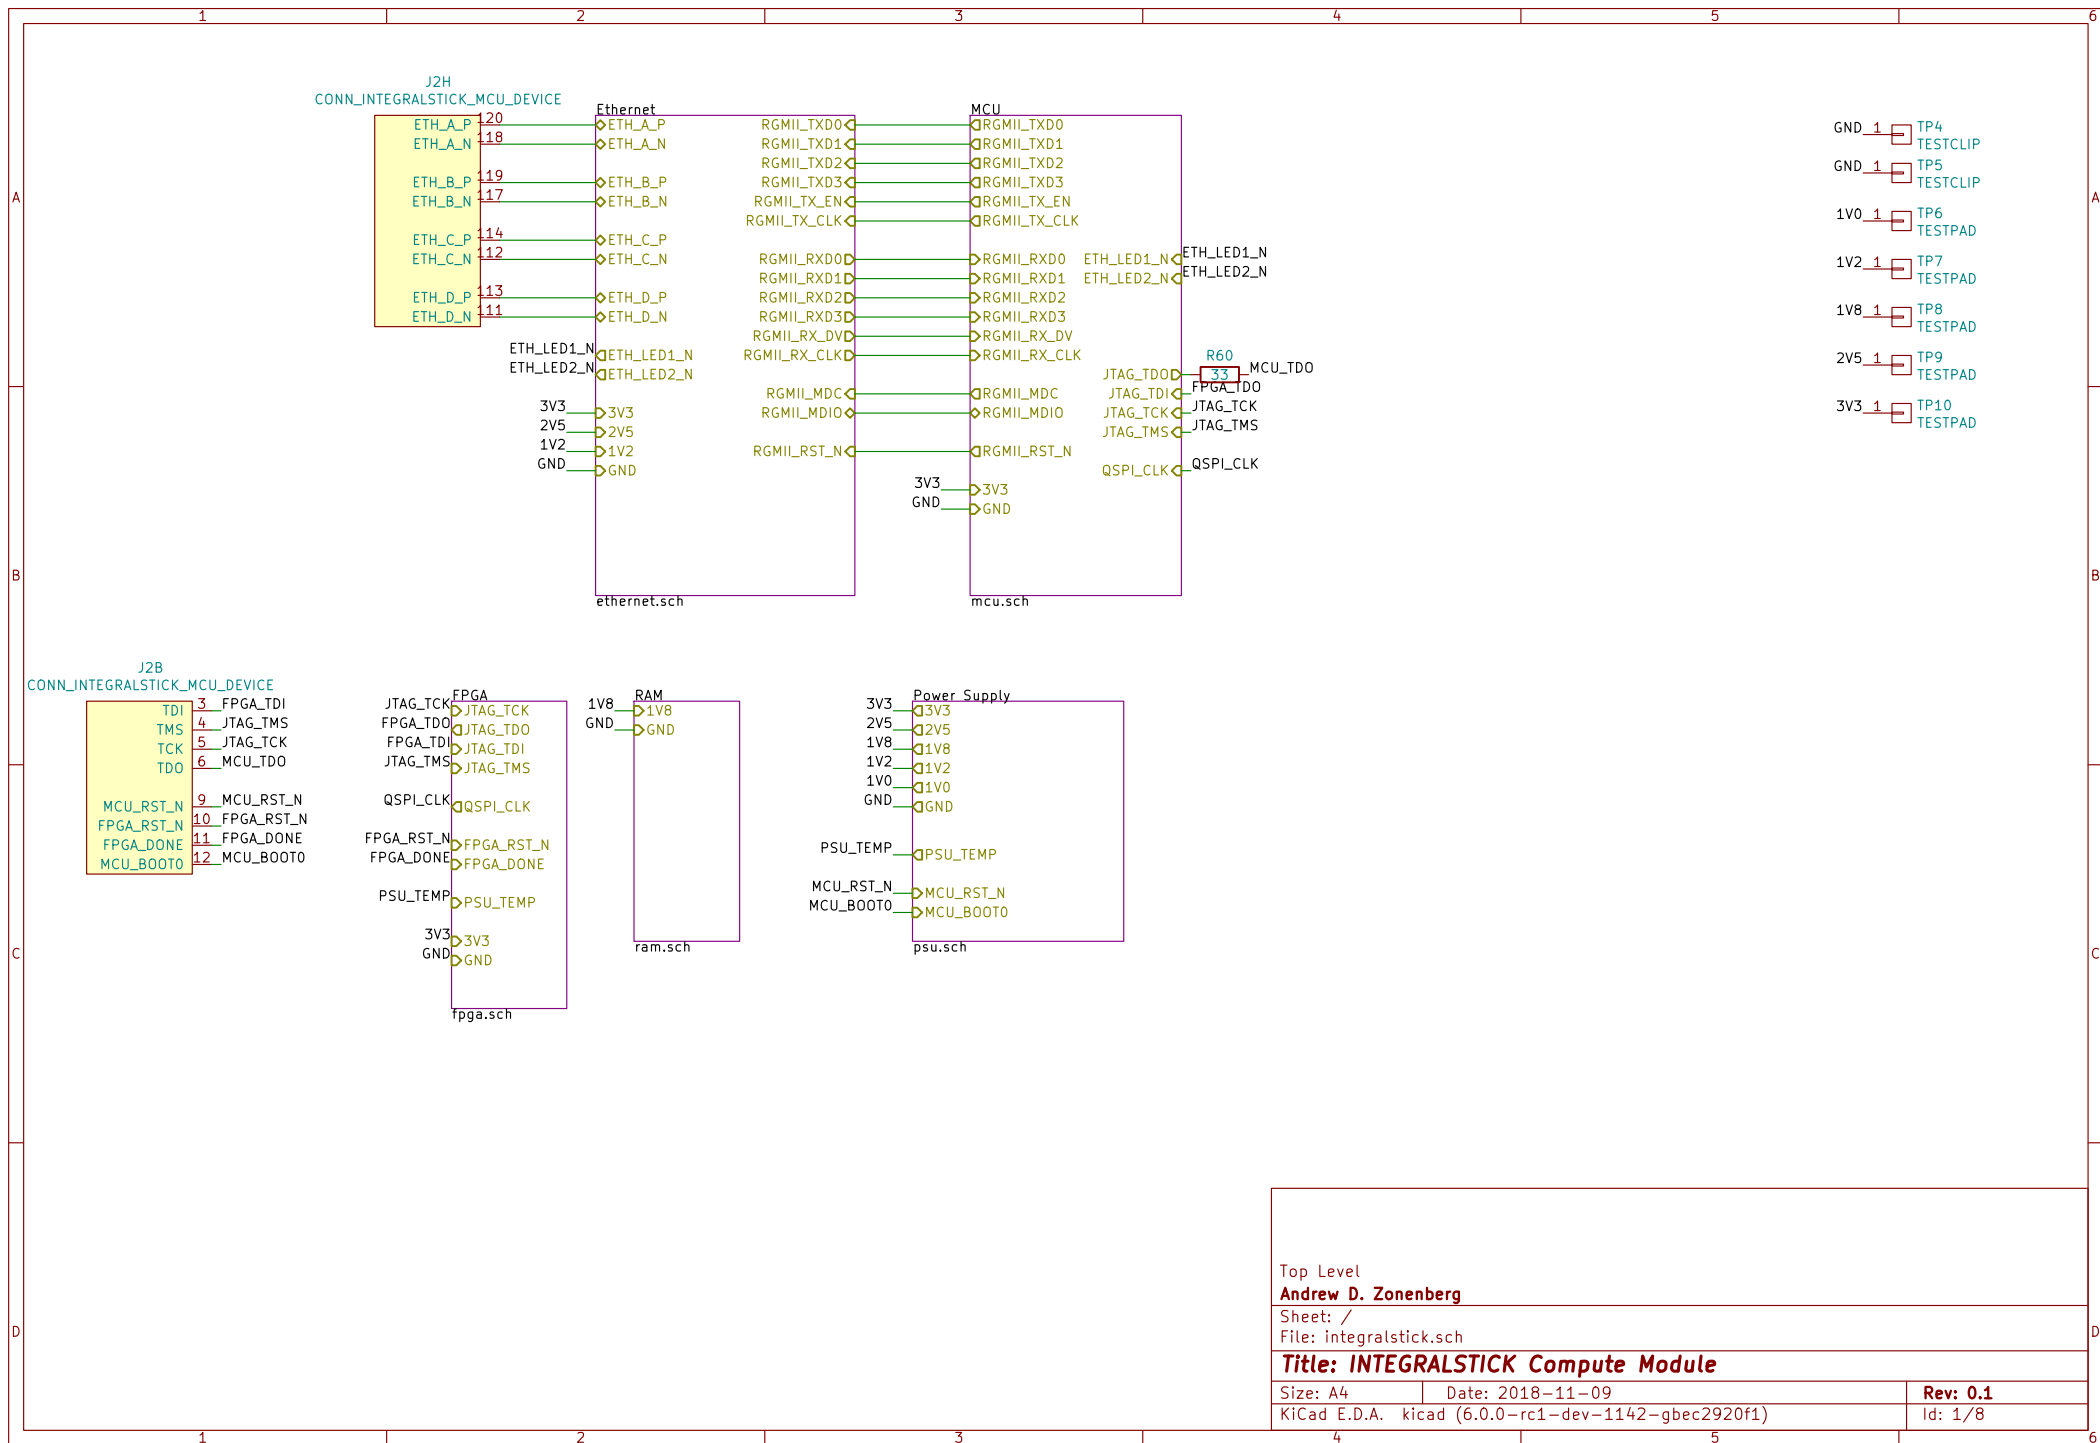 1 2 3 4 5 6
J2H
CONN_INTEGRALSTICK_MCU_DEVICE
ETH_A_P 120
ETH_A_N 118
ETH_B_P 119
ETH_B_N 117
ETH_C_P 114
ETH_C_N 112
ETH_D_P 113
ETH_D_N 111
Ethernet
ETH_A_P
ETH_A_N
ETH_B_P
ETH_B_N
ETH_C_P
ETH_C_N
ETH_D_P
ETH_D_N
ETH_LED1_N ETH_LED1_N
ETH_LED2_N ETH_LED2_N
3V3 3V3
2V5 2V5
1V2 1V2
GND GND
RGMII_TXD0
RGMII_TXD1
RGMII_TXD2
RGMII_TXD3
RGMII_TX_EN
RGMII_TX_CLK
RGMII_RXD0
RGMII_RXD1
RGMII_RXD2
RGMII_RXD3
RGMII_RX_DV
RGMII_RX_CLK
RGMII_MDC
RGMII_MDIO
RGMII_RST_N
ethernet.sch
MCU
RGMII_TXD0
RGMII_TXD1
RGMII_TXD2
RGMII_TXD3
RGMII_TX_EN
RGMII_TX_CLK
RGMII_RXD0
RGMII_RXD1
RGMII_RXD2
RGMII_RXD3
RGMII_RX_DV
RGMII_RX_CLK
RGMII_MDC
RGMII_MDIO
RGMII_RST_N
3V3 3V3
GND GND
ETH_LED1_N ETH_LED1_N
ETH_LED2_N ETH_LED2_N
R60
JTAG_TDO 33 MCU_TDO
JTAG_TDI FPGA_TDO
JTAG_TCK JTAG_TCK
JTAG_TMS JTAG_TMS
QSPI_CLK QSPI_CLK
mcu.sch
GND 1 TP4
TESTCLIP
GND 1 TP5
TESTCLIP
1V0 1 TP6
TESTPAD
1V2 1 TP7
TESTPAD
1V8 1 TP8
TESTPAD
2V5 1 TP9
TESTPAD
3V3 1 TP10
TESTPAD
A A
B B
J2B
CONN_INTEGRALSTICK_MCU_DEVICE
TDI 3 FPGA_TDI
TMS 4 JTAG_TMS
TCK 5 JTAG_TCK
TDO 6 MCU_TDO
MCU_RST_N 9 MCU_RST_N
FPGA_RST_N 10 FPGA_RST_N
FPGA_DONE 11 FPGA_DONE
MCU_BOOT0 12 MCU_BOOT0
FPGA
JTAG_TCK JTAG_TCK
FPGA_TDO JTAG_TDO
FPGA_TDI JTAG_TDI
JTAG_TMS JTAG_TMS
QSPI_CLK QSPI_CLK
FPGA_RST_N FPGA_RST_N
FPGA_DONE FPGA_DONE
PSU_TEMP PSU_TEMP
3V3 3V3
GND GND
fpga.sch
RAM
1V8 1V8
GND GND
ram.sch
Power Supply
3V3 3V3
2V5 2V5
1V8 1V8
1V2 1V2
1V0 1V0
GND GND
PSU_TEMP PSU_TEMP
MCU_RST_N MCU_RST_N
MCU_BOOT0 MCU_BOOT0
psu.sch
C C
D D
Top Level
Andrew D. Zonenberg
Sheet: /
File: integralstick.sch
Title: INTEGRALSTICK Compute Module
Size: A4 Date: 2018-11-09 Rev: 0.1
KiCad E.D.A. kicad (6.0.0-rc1-dev-1142-gbec2920f1) Id: 1/8
1 2 3 4 5 6